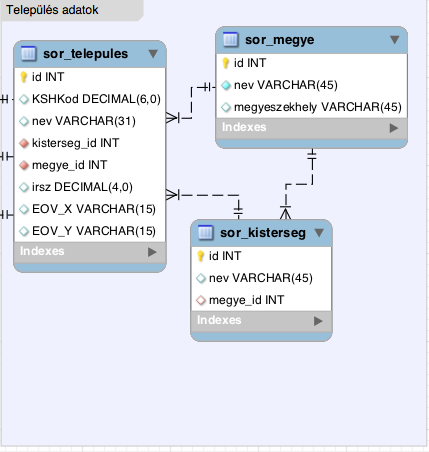 Település adatok
sor_telepules
id INT
KSHKod DECIMAL(6,0)
nev VARCHAR(31)
kisterseg_id INT
megye_id INT
irsz DECIMAL(4,0)
EOV_X VARCHAR(15)
EOV_Y VARCHAR(15)
Indexes
sor_megye
id INT
nev VARCHAR(45)
megyeszekhely VARCHAR(45)
Indexes
sor_kisterseg
id INT
nev VARCHAR(45)
megye_id INT
Indexes